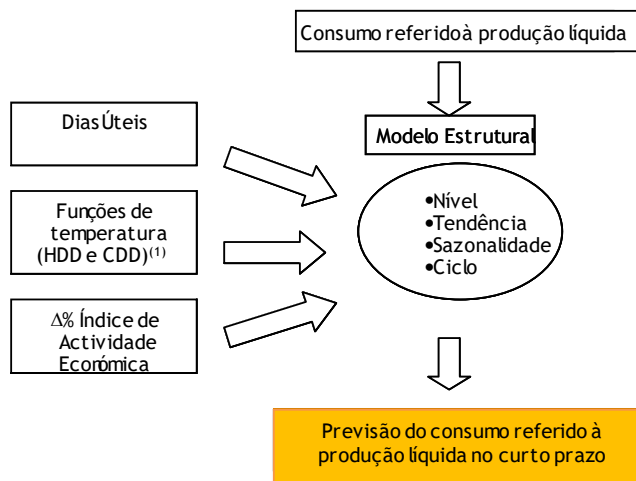 Consumo referido à produção líquida
Dias Úteis
Modelo Estrutural
Funções de
temperatura
(HDD e CDD)(1)
•Nível
•Tendência
•Sazonalidade
•Ciclo
Δ% Índice de
Actividade
Económica
Previsão do consumo referido à
produção líquida no curto prazo